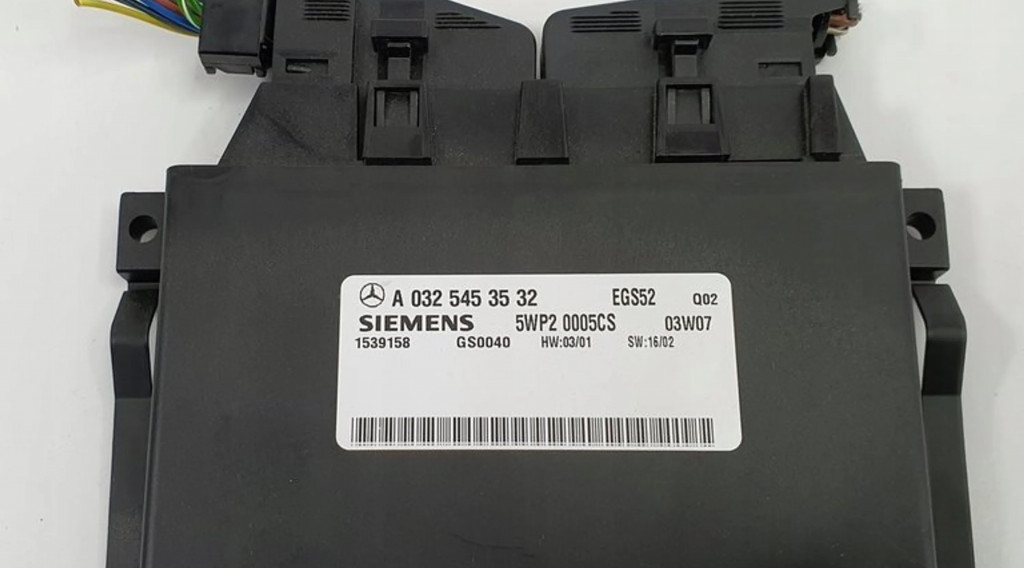 A 032 545 35 32 EGS52 Q02
SIEMENS 5WP2 0005CS 03W07
1539158 GS0040 HW:03/01 SW:16/02